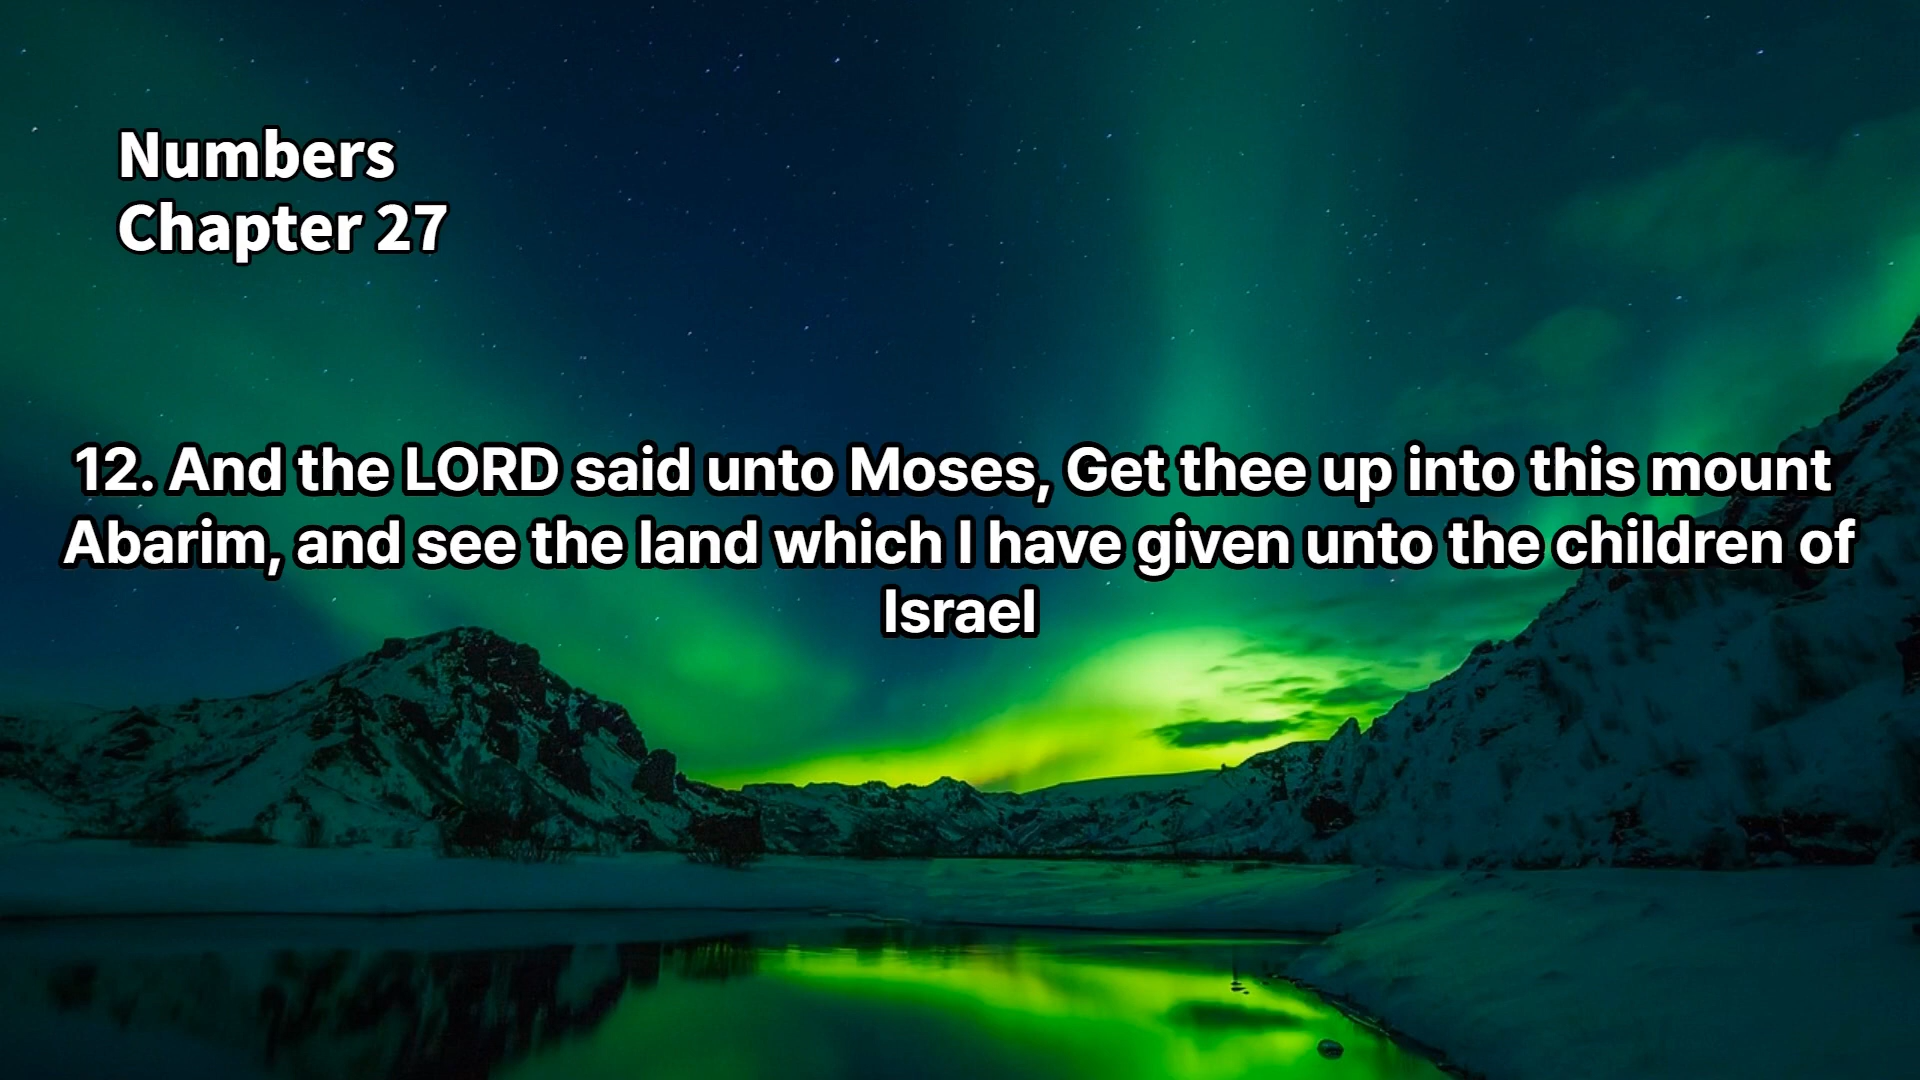 Numbers
Chapter 27
12. And the LORD said unto Moses, Get thee up into this mount
Abarim, and see the land which I have given unto the children of
Israel